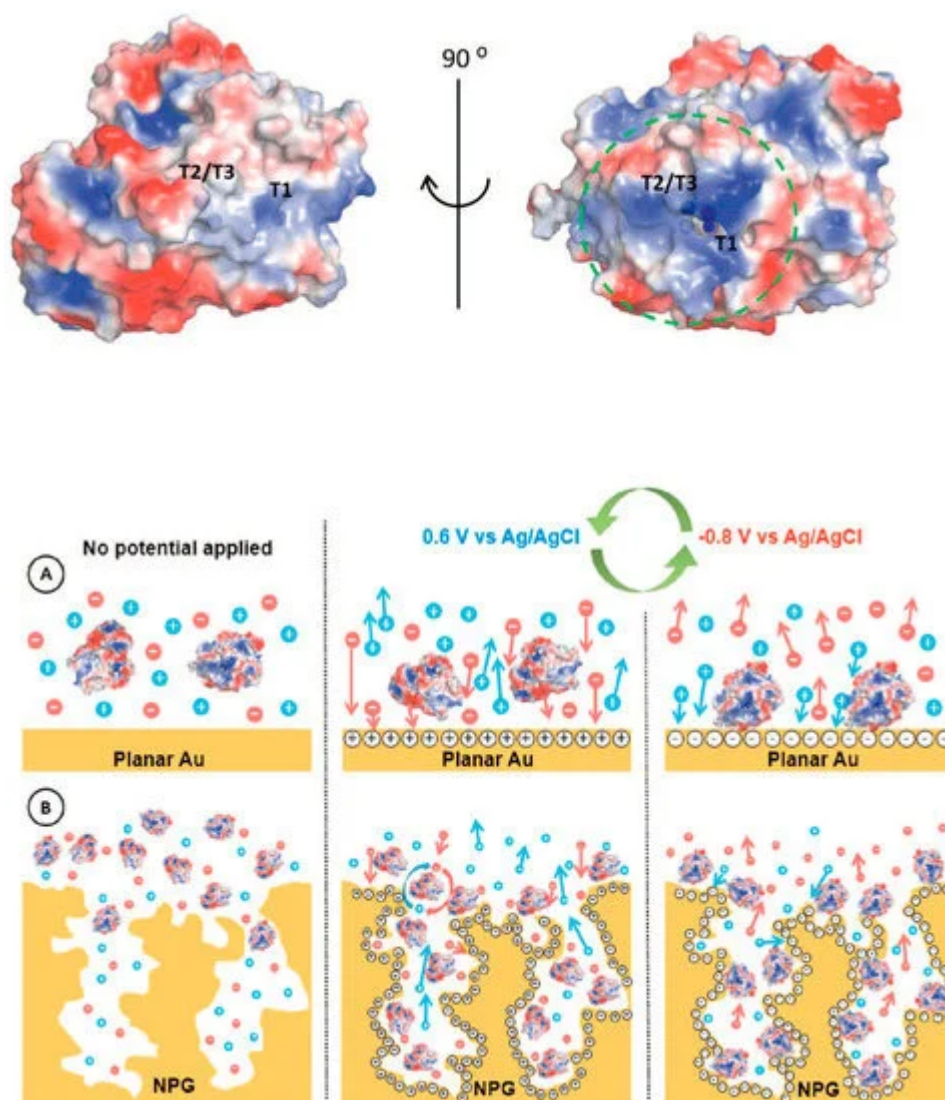 90 °
T2/T3
T1
T2/T3
T1
No potential applied
0.6 V vs Ag/AgCl
-0.8 V vs Ag/AgCl
A
Planar Au
Planar Au
Planar Au
B
NPG
NPG
NPG